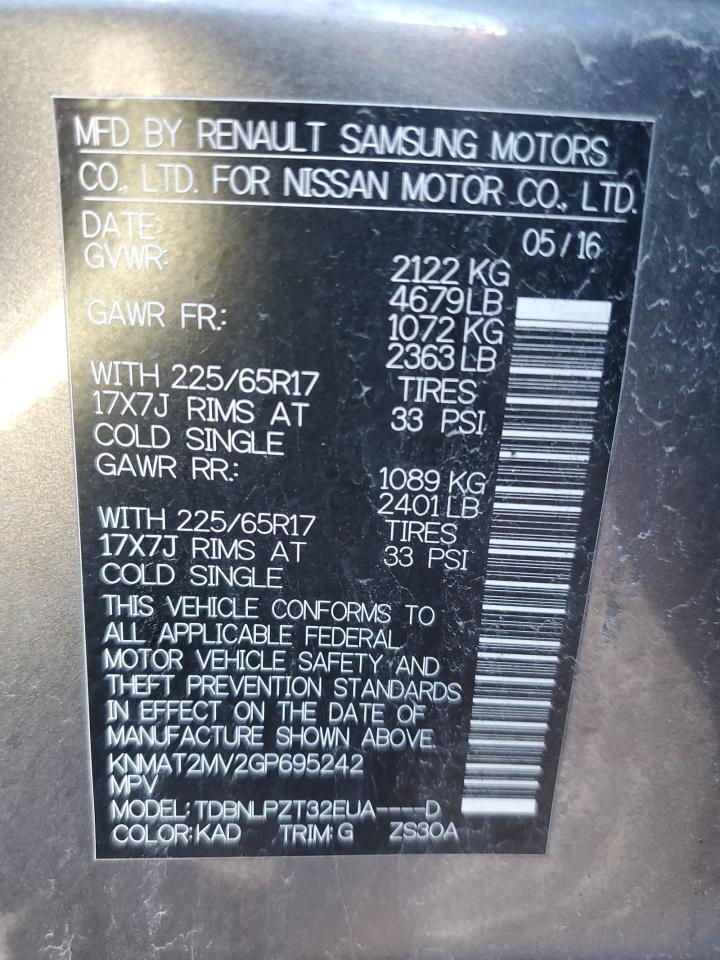 MFD BY RENAULT SAMSUNG MOTORS
CO., LTD. FOR NISSAN MOTOR CO., LTD.
DATE: 05/16
GVWR: 2122 KG
4679 LB
GAWR FR.: 1072 KG
2363 LB
WITH 225/65R17 TIRES
17X7J RIMS AT 33 PSI
COLD SINGLE
GAWR RR.: 1089 KG
2401 LB
WITH 225/65R17 TIRES
17X7J RIMS AT 33 PSI
COLD SINGLE
THIS VEHICLE CONFORMS TO
ALL APPLICABLE FEDERAL
MOTOR VEHICLE SAFETY AND
THEFT PREVENTION STANDARDS
IN EFFECT ON THE DATE OF
MANUFACTURE SHOWN ABOVE.
KNMAT2MV2GP695242
MPV
MODEL: TDBNLPZT32EUA----D
COLOR: KAD TRIM: G ZS30A